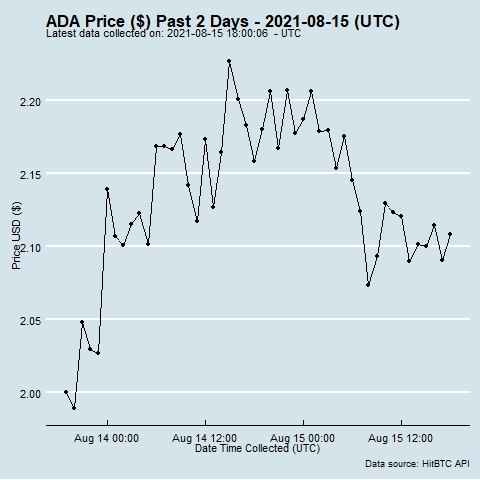 ADA Price ($) Past 2 Days - 2021-08-15 (UTC)
Latest data collected on: 2021-08-15 18:00:06 - UTC
2.20
2.15
2.10
2.05
2.00
Price USD ($)
Aug 14 00:00 Aug 14 12:00 Aug 15 00:00 Aug 15 12:00
Date Time Collected (UTC)
Data source: HitBTC API